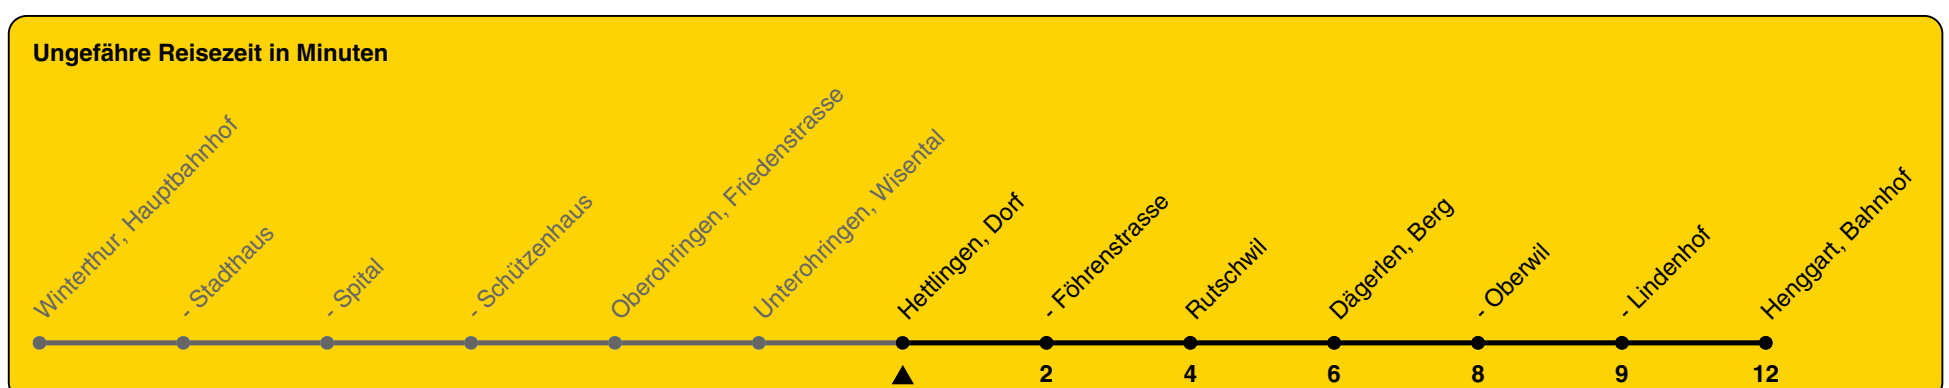 Ungefähre Reisezeit in Minuten
Winterthur, Hauptbahnhof
- Stadthaus
- Spital
- Schützenhaus
Oberohringen, Friedenstrasse
Unterohringen, Wisental
Hettlingen, Dorf
- Föhrenstrasse
Rutschwil
Dägerlen, Berg
- Oberwil
- Lindenhof
Henggart, Bahnhof
2 4 6 8 9 12